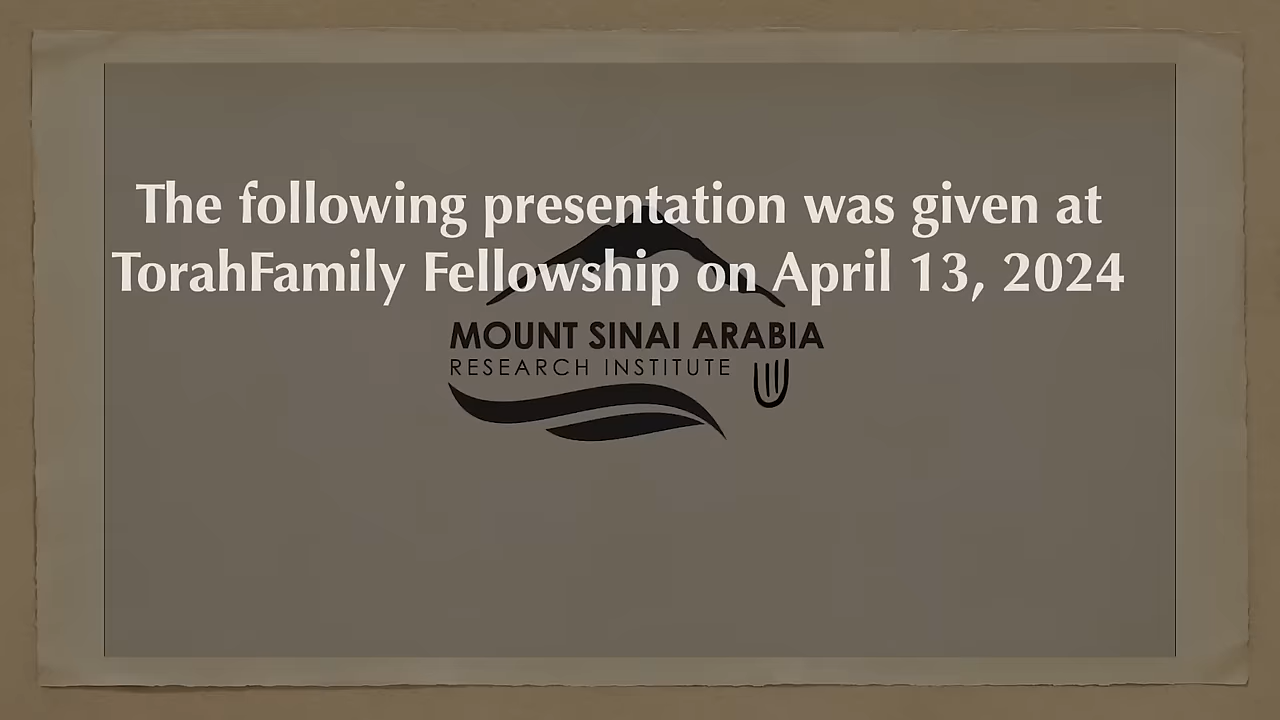 The following presentation was given at
TorahFamily Fellowship on April 13, 2024
MOUNT SINAI ARABIA
RESEARCH INSTITUTE